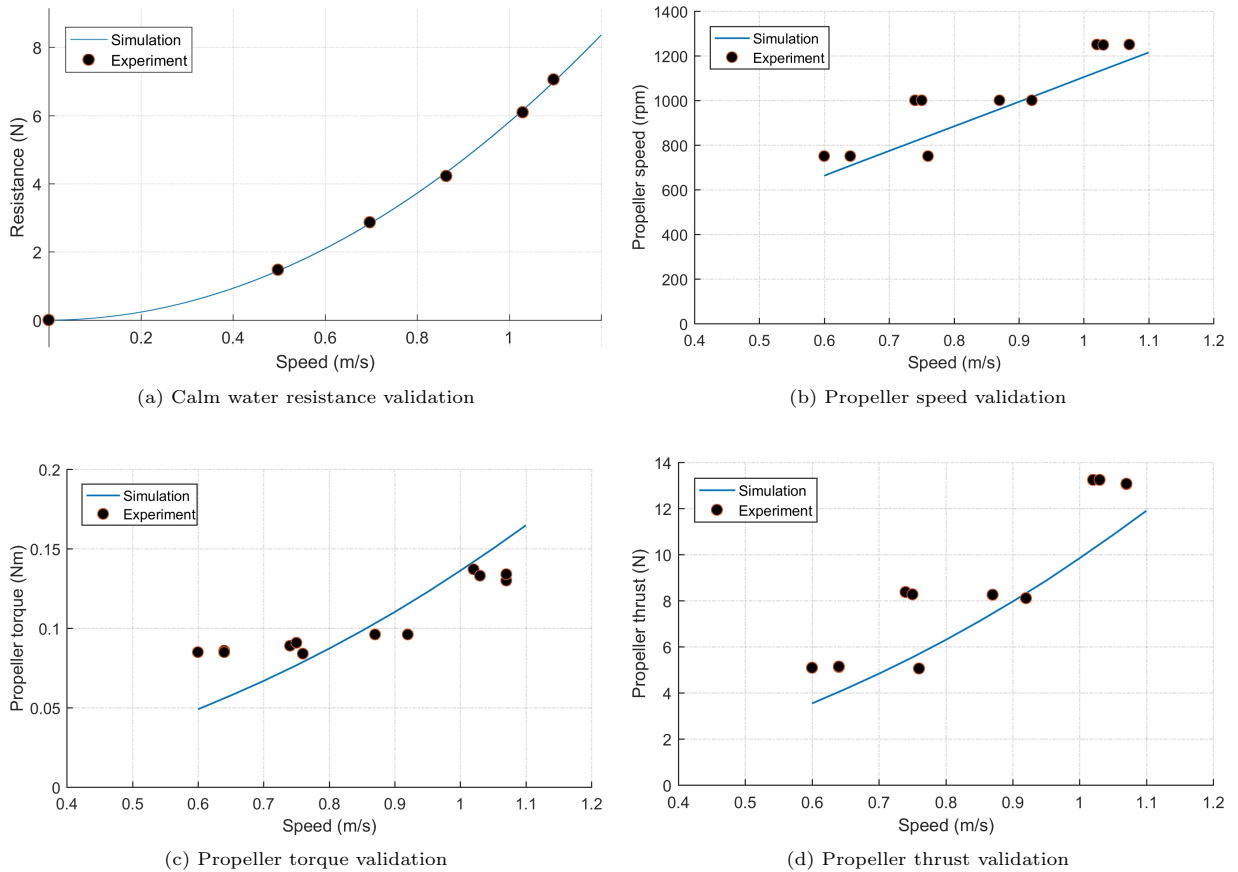 Simulation
Experiment
Resistance (N)
8
6
4
2
0
0.2
0.4
0.6
0.8
1
Speed (m/s)
(a) Calm water resistance validation
Simulation
Experiment
Propeller speed (rpm)
1400
1200
1000
800
600
400
200
0
0.4
0.5
0.6
0.7
0.8
0.9
1
1.1
1.2
Speed (m/s)
(b) Propeller speed validation
Simulation
Experiment
Propeller torque (Nm)
0.2
0.15
0.1
0.05
0
0.4
0.5
0.6
0.7
0.8
0.9
1
1.1
1.2
Speed (m/s)
(c) Propeller torque validation
Simulation
Experiment
Propeller thrust (N)
14
12
10
8
6
4
2
0
0.4
0.5
0.6
0.7
0.8
0.9
1
1.1
1.2
Speed (m/s)
(d) Propeller thrust validation